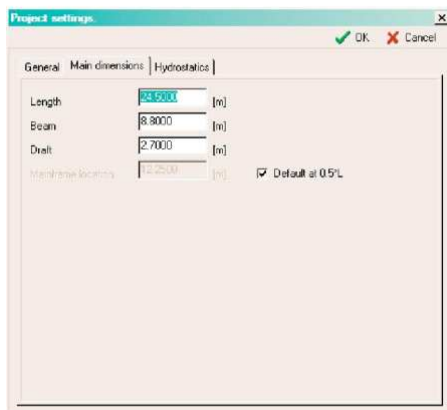 Project settings.
OK Cancel
General Main dimensions Hydrostatics
Length 24.5000 [m]
Beam 8.8000 [m]
Draft 2.7000 [m]
Mainframe location 12.2500 [m] Default at 0.5*L